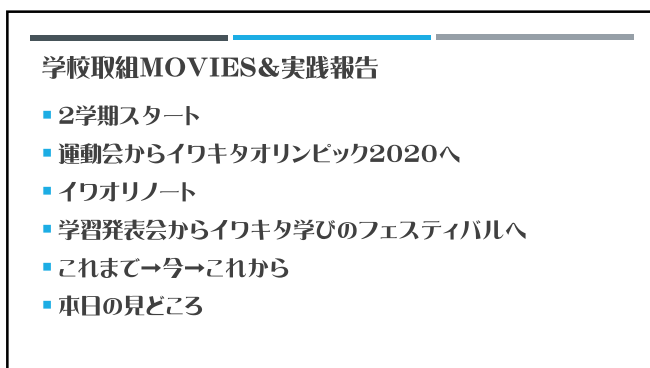 学校取組MOVIES&実践報告
2学期スタート
運動会からイワキタオリンピック2020へ
イワオリノート
学習発表会からイワキタ学びのフェスティバルへ
これまで→今→これから
本日の見どころ